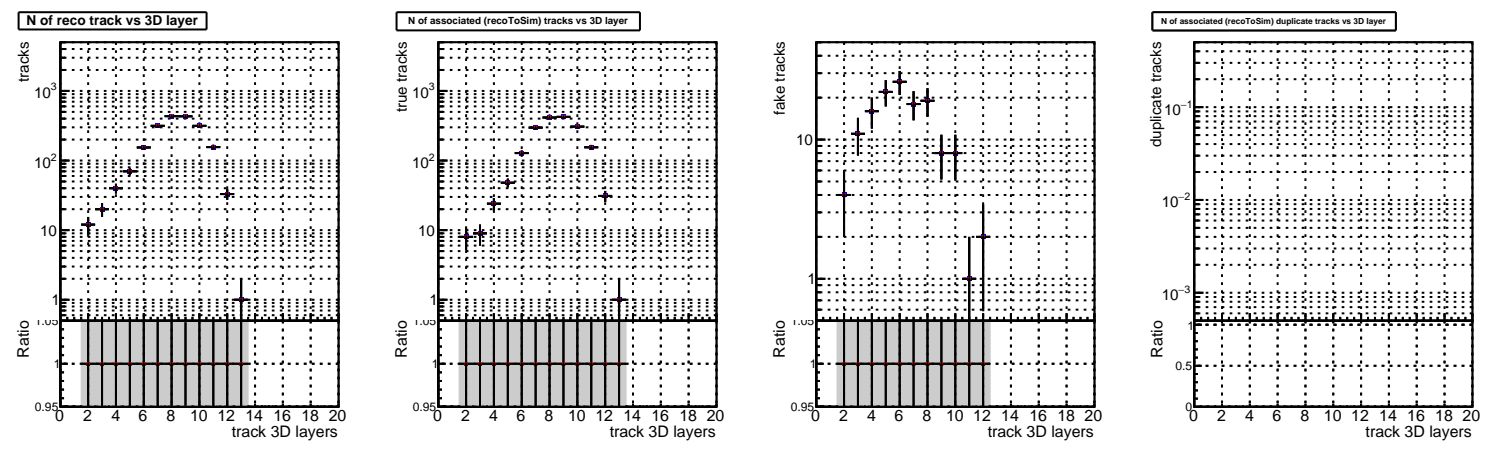 N of reco track vs 3D layer
tracks
10³
10²
10
1
Ratio
1.05
1
0.95
0 2 4 6 8 10 12 14 16 18 20
track 3D layers
N of associated (recoToSim) tracks vs 3D layer
true tracks
10³
10²
10
1
Ratio
1.05
1
0.95
0 2 4 6 8 10 12 14 16 18 20
track 3D layers
fake tracks
10
1
Ratio
1.05
1
0.95
0 2 4 6 8 10 12 14 16 18 20
track 3D layers
N of associated (recoToSim) duplicate tracks vs 3D layer
duplicate tracks
10⁻¹
10⁻²
10⁻³
Ratio
1
0.5
0
0 2 4 6 8 10 12 14 16 18 20
track 3D layers